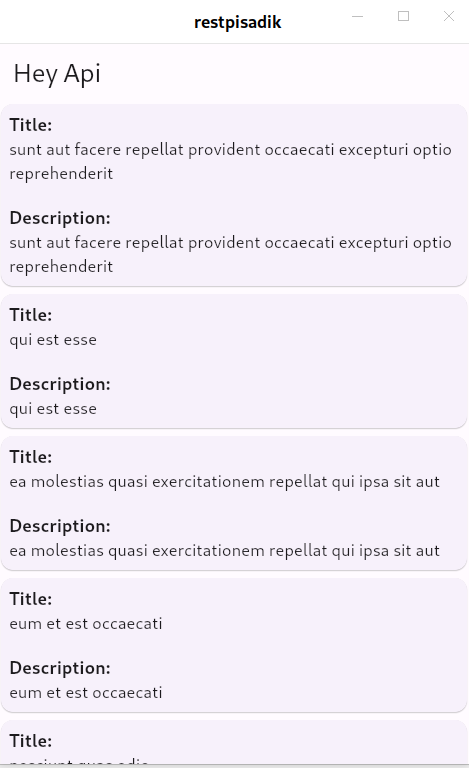 restpisadik
Hey Api
Title:
sunt aut facere repellat provident occaecati excepturi optio
reprehenderit
Description:
sunt aut facere repellat provident occaecati excepturi optio
reprehenderit
Title:
qui est esse
Description:
qui est esse
Title:
ea molestias quasi exercitationem repellat qui ipsa sit aut
Description:
ea molestias quasi exercitationem repellat qui ipsa sit aut
Title:
eum et est occaecati
Description:
eum et est occaecati
Title: